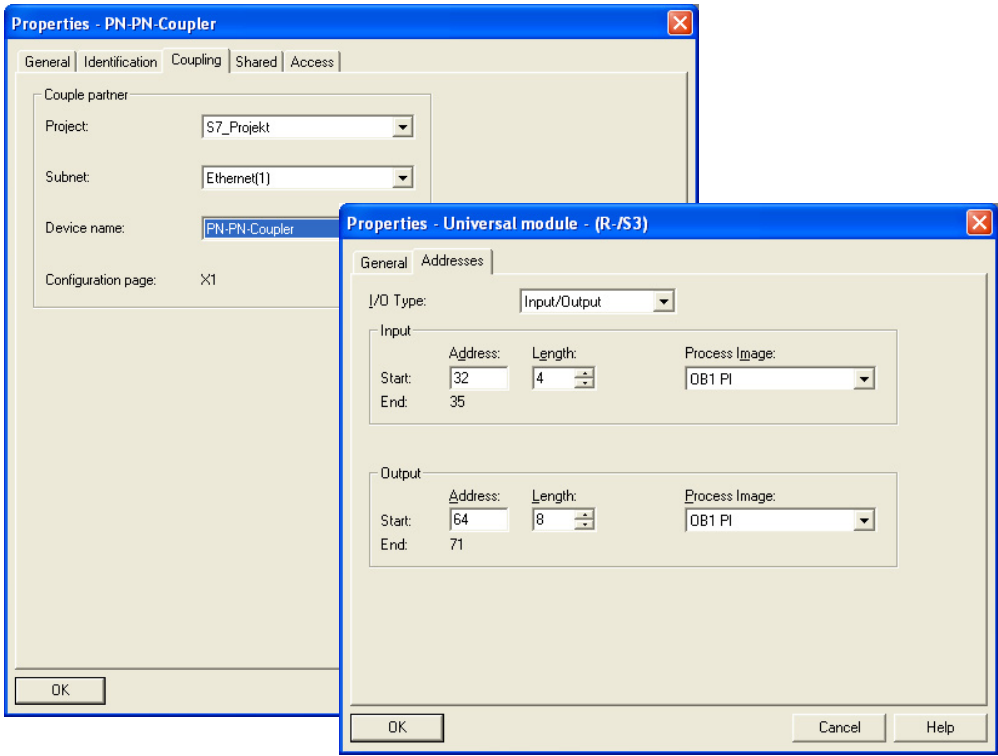 Properties - PN-PN-Coupler
General Identification Coupling Shared Access
Couple partner
Project: S7_Projekt
Subnet: Ethernet(1)
Device name: PN-PN-Coupler
Configuration page: X1
OK
Properties - Universal module - (R-/S3)
General Addresses
I/O Type: Input/Output
Input
Address: Length: Process Image:
Start: 32 4 OB1 PI
End: 35
Output
Address: Length: Process Image:
Start: 64 8 OB1 PI
End: 71
OK Cancel Help